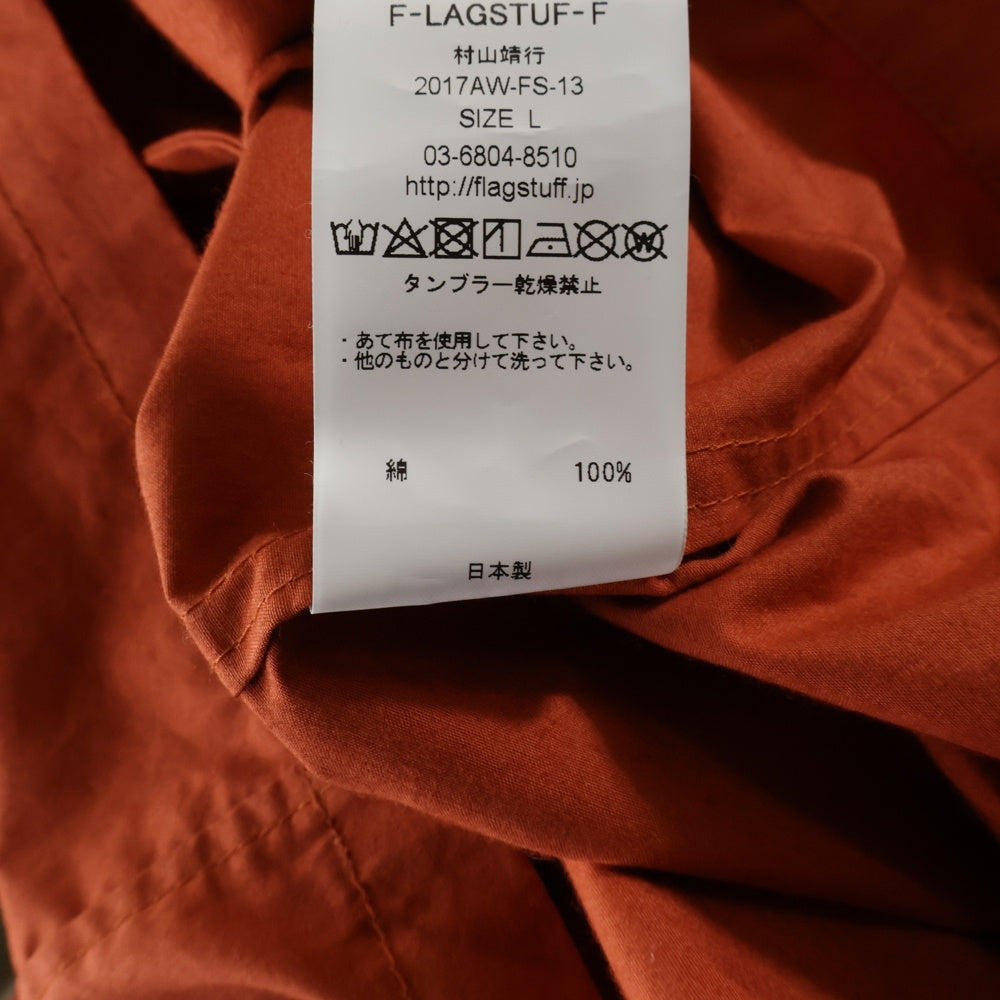 F-LAGSTUF-F
村山靖行
2017AW-FS-13
SIZE L
03-6804-8510
http://flagstuff.jp
タンブラー乾燥禁止
・あて布を使用して下さい。
・他のものと分けて洗って下さい。
綿 100%
日本製